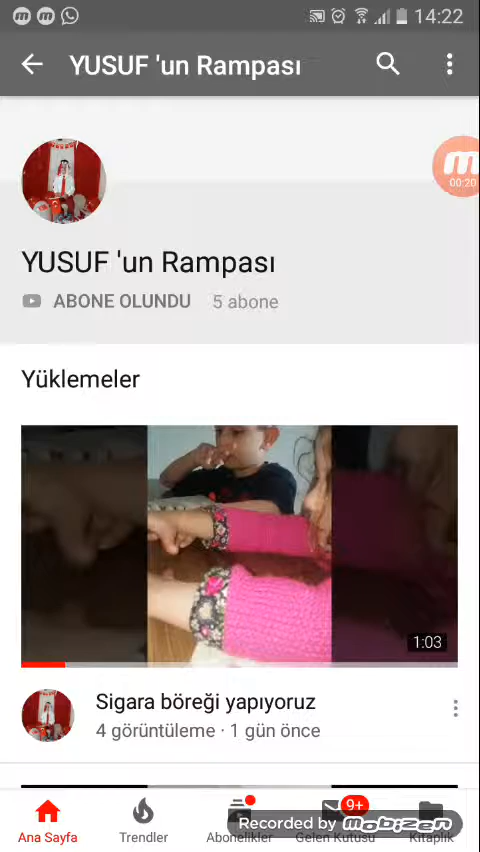 14:22
YUSUF 'un Rampası
00:20
YUSUF 'un Rampası
ABONE OLUNDU 5 abone
Yüklemeler
1:03
Sigara böreği yapıyoruz
4 görüntüleme · 1 gün önce
9+
Ana Sayfa Trendler Abonelikler Gelen Kutusu Kitaplık
Recorded by mobizen